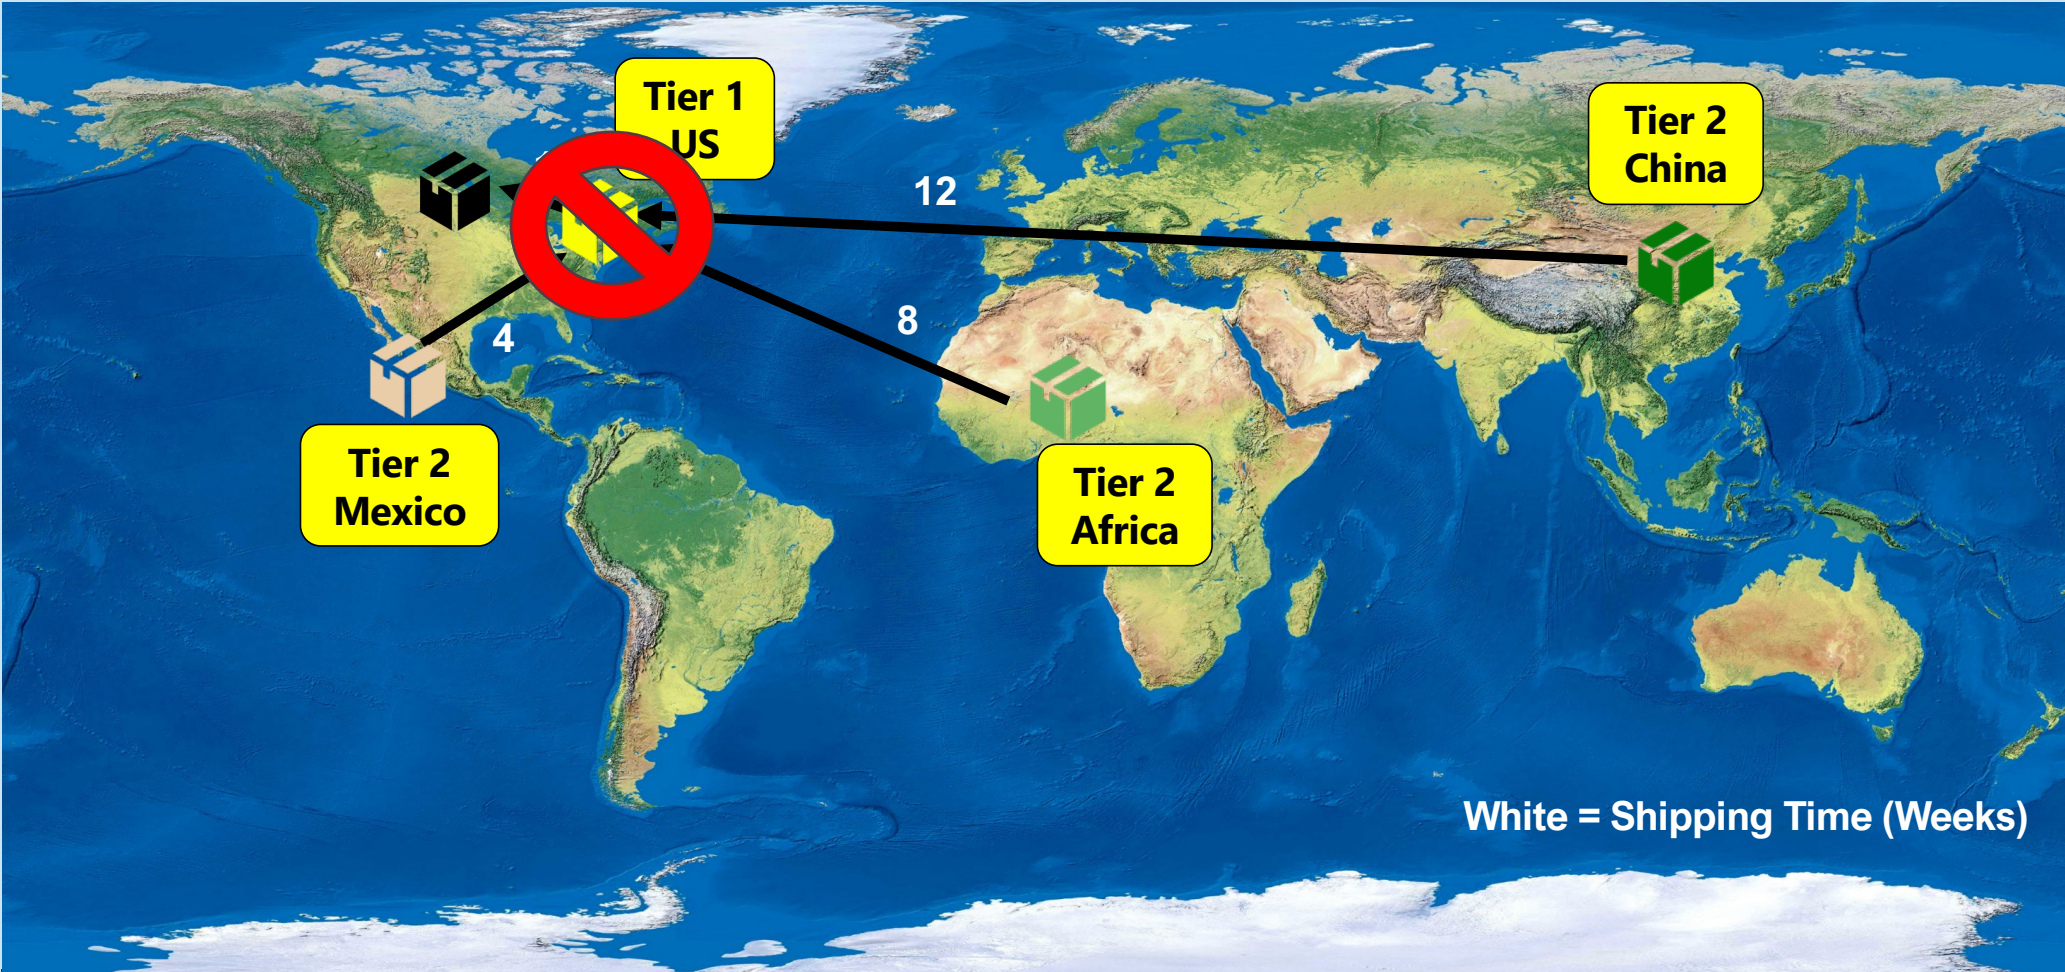 Tier 1
US
Tier 2
China
12
8
4
Tier 2
Mexico
Tier 2
Africa
White = Shipping Time (Weeks)